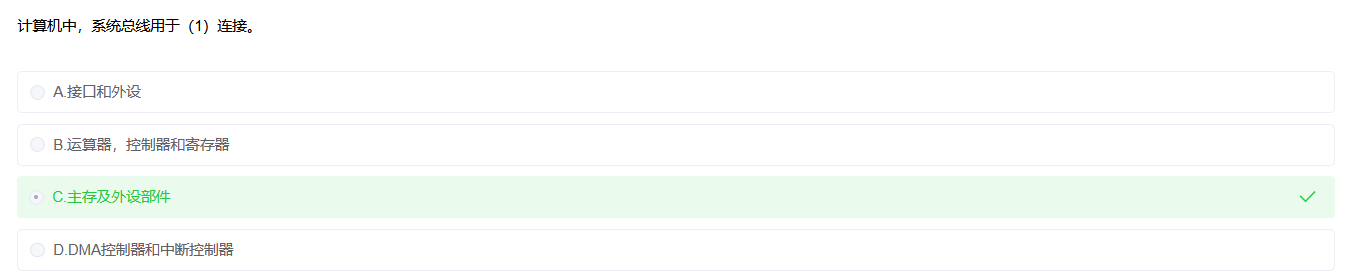 计算机中，系统总线用于（1）连接。
A.接口和外设
B.运算器，控制器和寄存器
C.主存及外设部件
D.DMA控制器和中断控制器